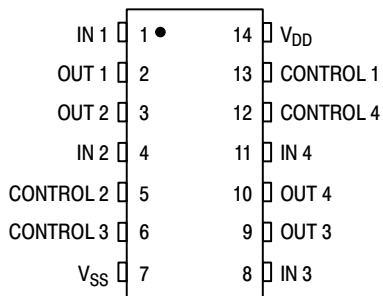 IN 1 1 14 VDD
OUT 1 2 13 CONTROL 1
OUT 2 3 12 CONTROL 4
IN 2 4 11 IN 4
CONTROL 2 5 10 OUT 4
CONTROL 3 6 9 OUT 3
VSS 7 8 IN 3